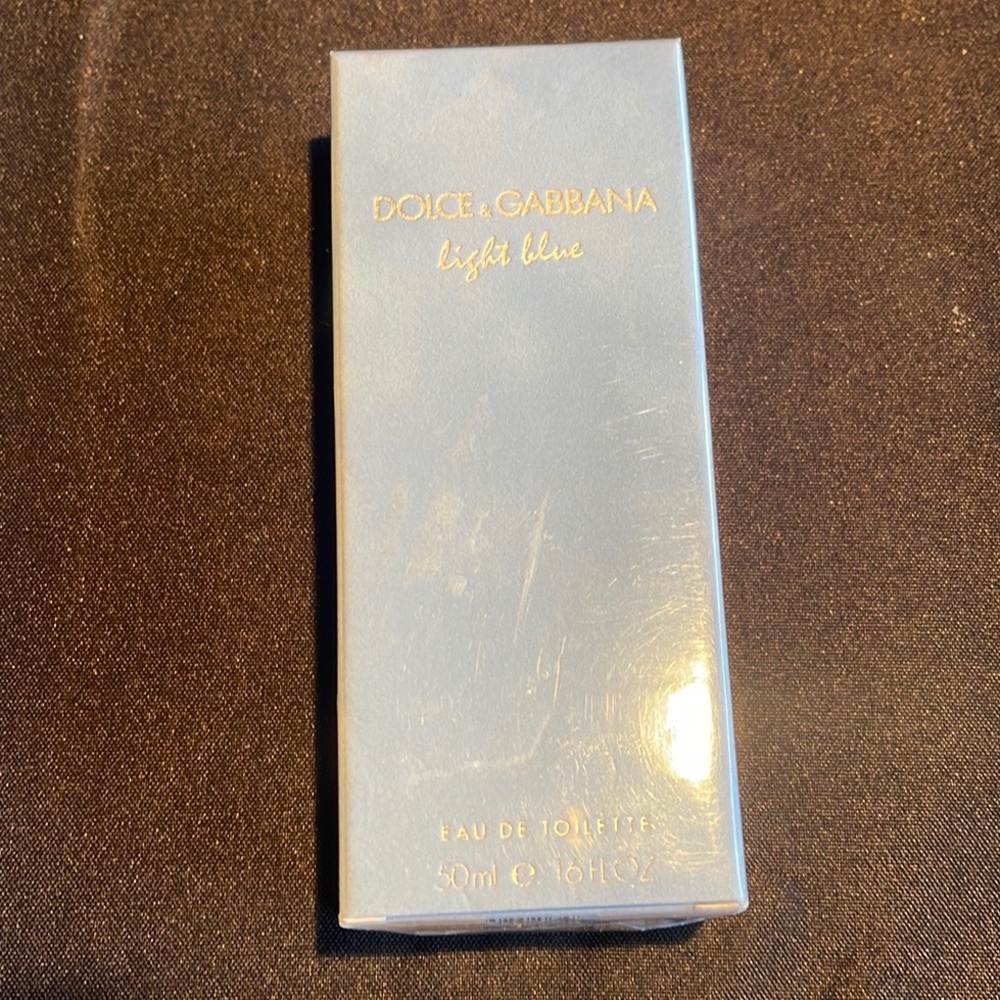 DOLCE & GABBANA
light blue
EAU DE TOILETTE
50ml e 1.6 FL.OZ